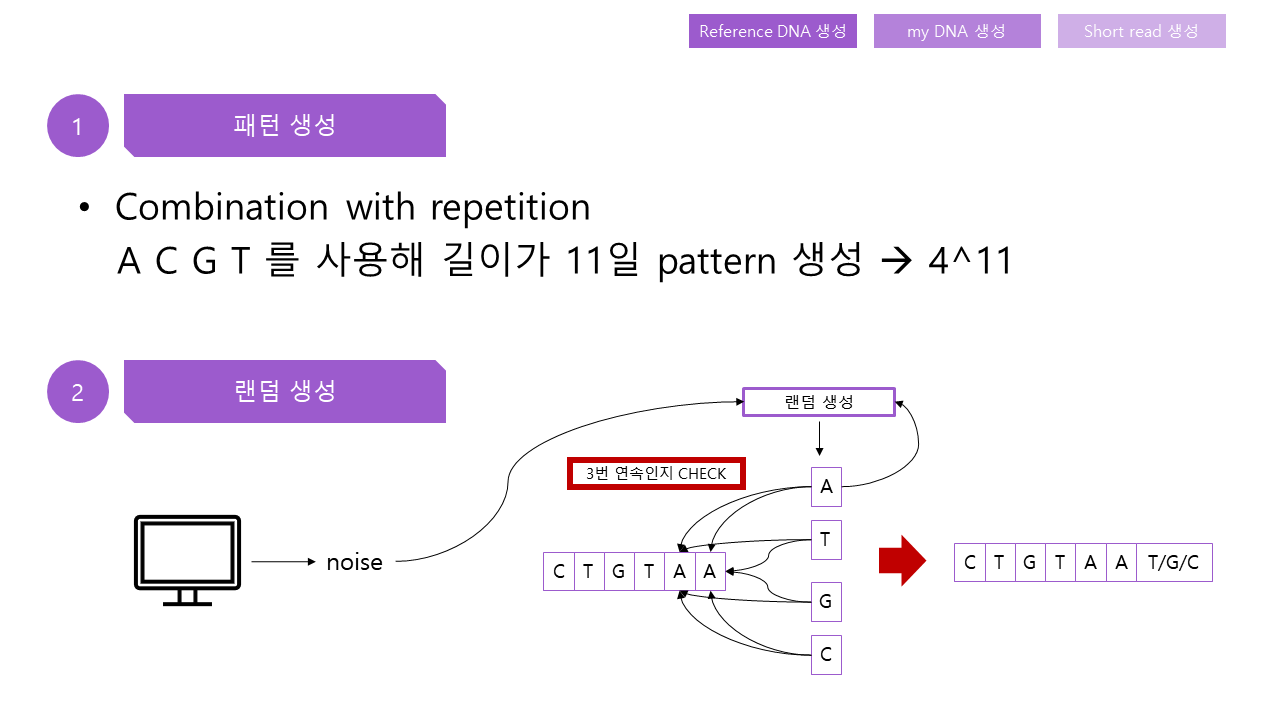 Reference DNA 생성
my DNA 생성
Short read 생성
1
패턴 생성
• Combination with repetition
A C G T 를 사용해 길이가 11일 pattern 생성 → 4^11
2
랜덤 생성
랜덤 생성
3번 연속인지 CHECK
A
T
G
C
noise
C T G T A A
C T G T A A T/G/C